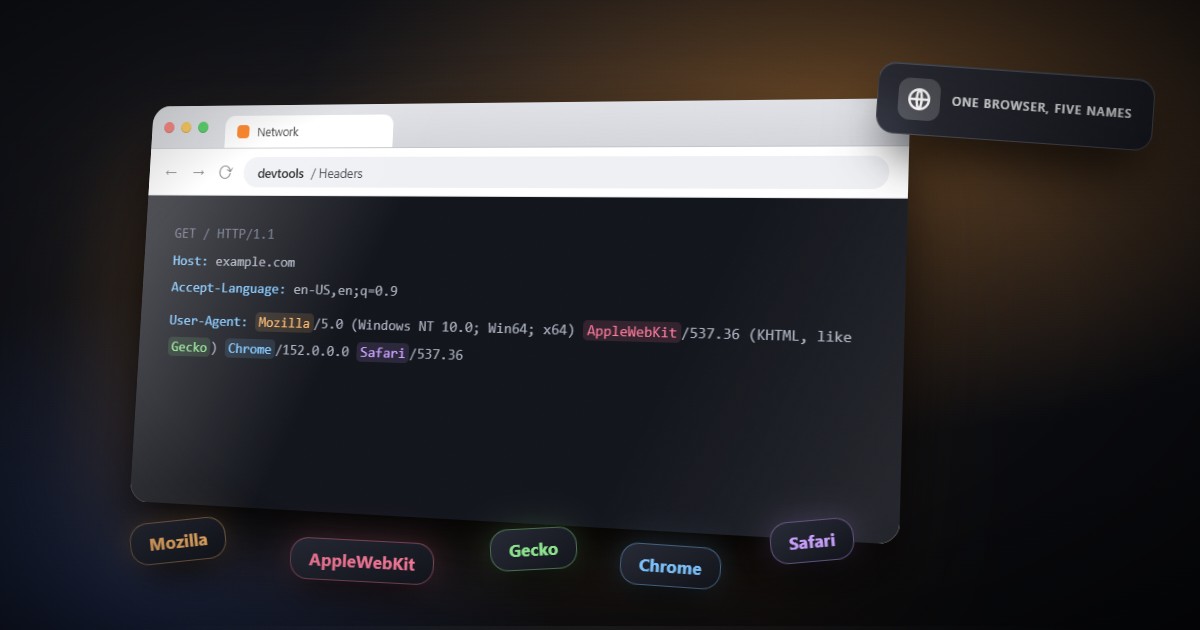 ONE BROWSER, FIVE NAMES
Network
devtools / Headers
GET / HTTP/1.1
Host: example.com
Accept-Language: en-US,en;q=0.9
User-Agent: Mozilla/5.0 (Windows NT 10.0; Win64; x64) AppleWebKit/537.36 (KHTML, like
Gecko) Chrome/152.0.0.0 Safari/537.36
Mozilla
AppleWebKit
Gecko
Chrome
Safari